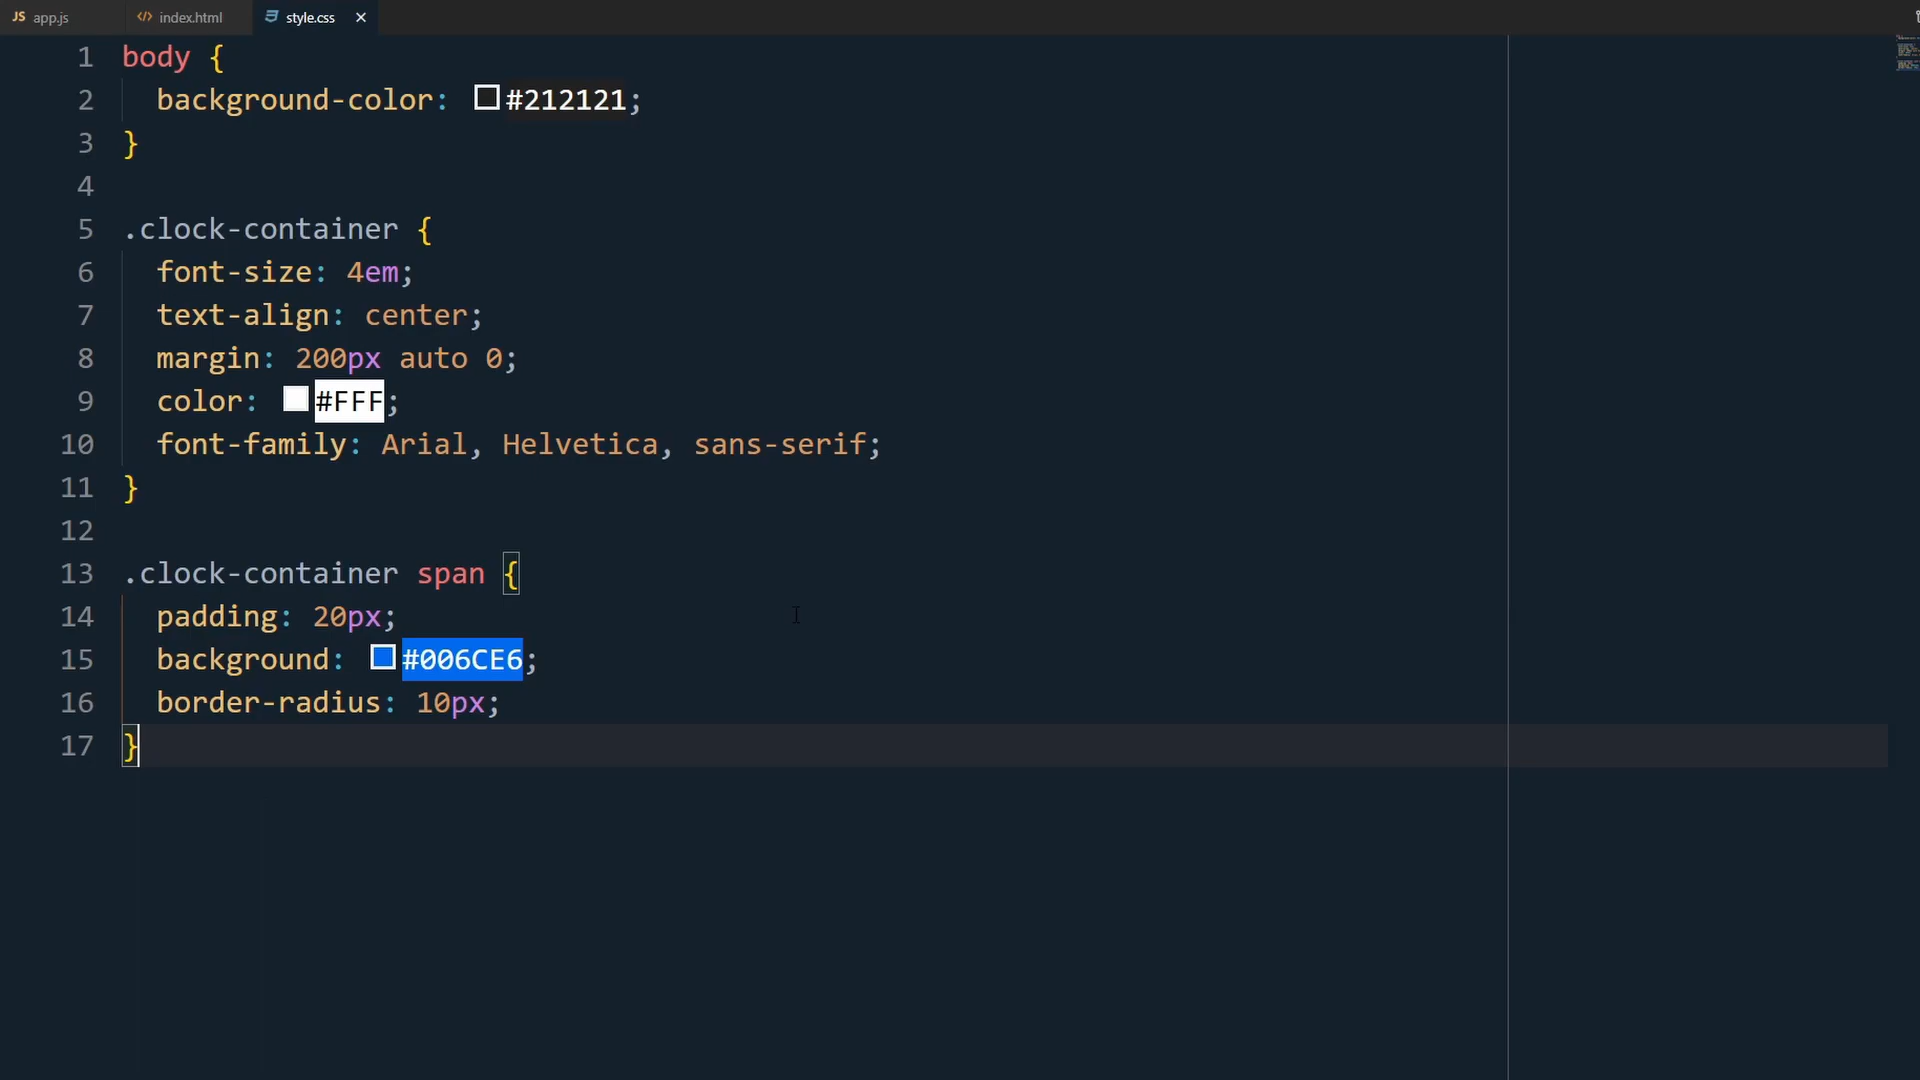 JS app.js
<> index.html
style.css ×
1 body {
2 background-color: #212121;
3 }
4
5 .clock-container {
6 font-size: 4em;
7 text-align: center;
8 margin: 200px auto 0;
9 color: #FFF;
10 font-family: Arial, Helvetica, sans-serif;
11 }
12
13 .clock-container span {
14 padding: 20px;
15 background: #006CE6;
16 border-radius: 10px;
17 }